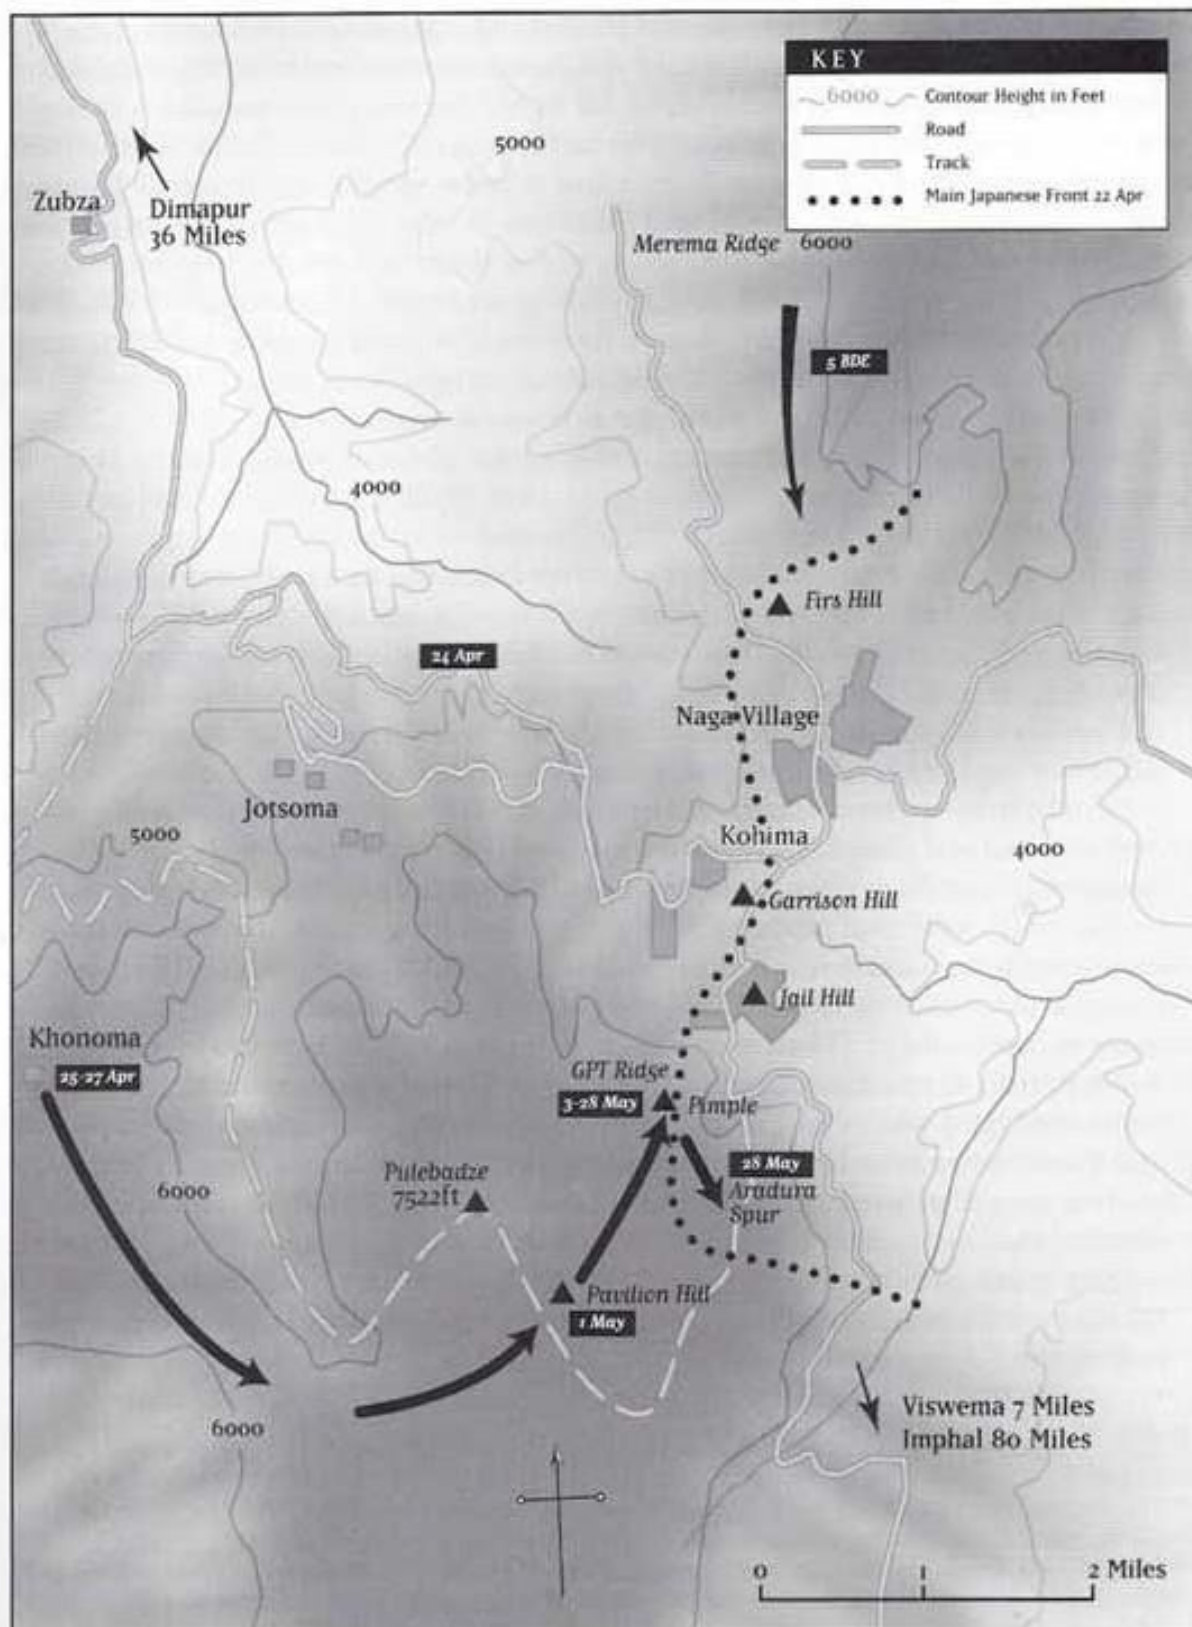 KEY
6000 Contour Height in Feet
Road
Track
Main Japanese Front 22 Apr
5000
Zubza
Dimapur
36 Miles
Merema Ridge 6000
5 BDE
4000
Firs Hill
24 Apr
Naga Village
Jotsoma
5000
Kohima
4000
Garrison Hill
Jail Hill
Khonoma
25-27 Apr
GPT Ridge
3-28 May
Pimple
28 May
Aradura
Spur
Pulebadze
7522ft
6000
Pavilion Hill
1 May
6000
Viswema 7 Miles
Imphal 80 Miles
0 1 2 Miles